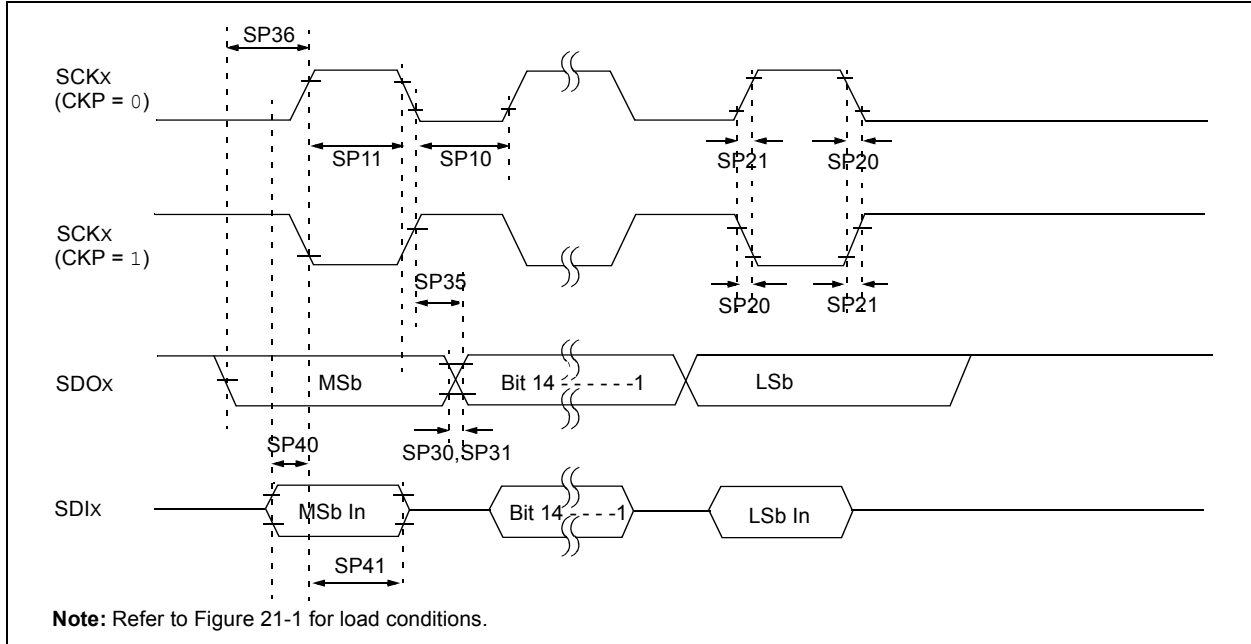 SP36
SCKx
(CKP = 0)
SP11
SP10
SP21
SP20
SCKx
(CKP = 1)
SP35
SP20
SP21
SDOx
MSb
Bit 14 - - - - -1
LSb
SP40
SP30,SP31
SDIx
MSb In
Bit 14 - - - -1
LSb In
SP41
Note: Refer to Figure 21-1 for load conditions.